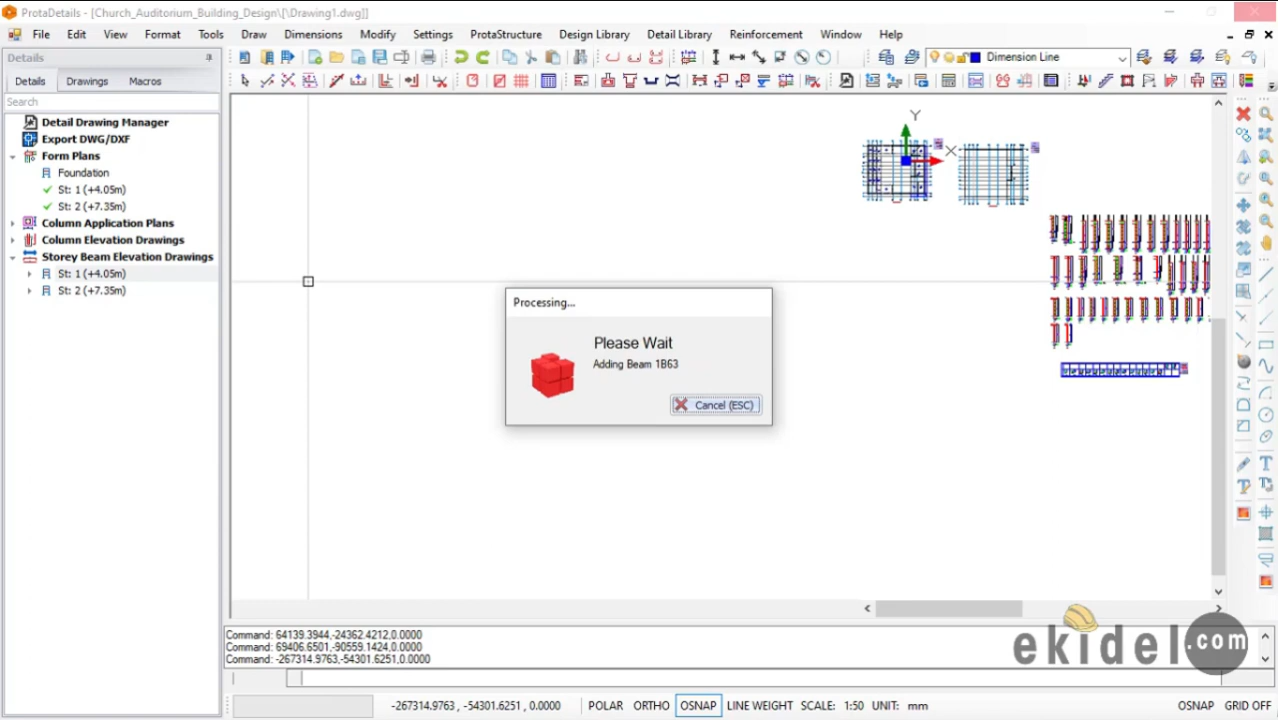 ProtaDetails - [Church_Auditorium_Building_Design\[\Drawing1.dwg]]
File Edit View Format Tools Draw Dimensions Modify Settings ProtaStructure Design Library Detail Library Reinforcement Window Help
Details
Dimension Line
Details Drawings Macros
Search
Detail Drawing Manager
Export DWG/DXF
Form Plans
Foundation
St: 1 (+4.05m)
St: 2 (+7.35m)
Column Application Plans
Column Elevation Drawings
Storey Beam Elevation Drawings
St: 1 (+4.05m)
St: 2 (+7.35m)
Y
X
Processing...
Please Wait
Adding Beam 1B63
Cancel (ESC)
Command: 64139.3944,-24362.4212,0.0000
Command: 69406.6501,-90559.1424,0.0000
Command: -267314.9763,-54301.6251,0.0000
ekidel.com
-267314.9763 , -54301.6251 , 0.0000 POLAR ORTHO OSNAP LINE WEIGHT SCALE: 1:50 UNIT: mm OSNAP GRID OFF